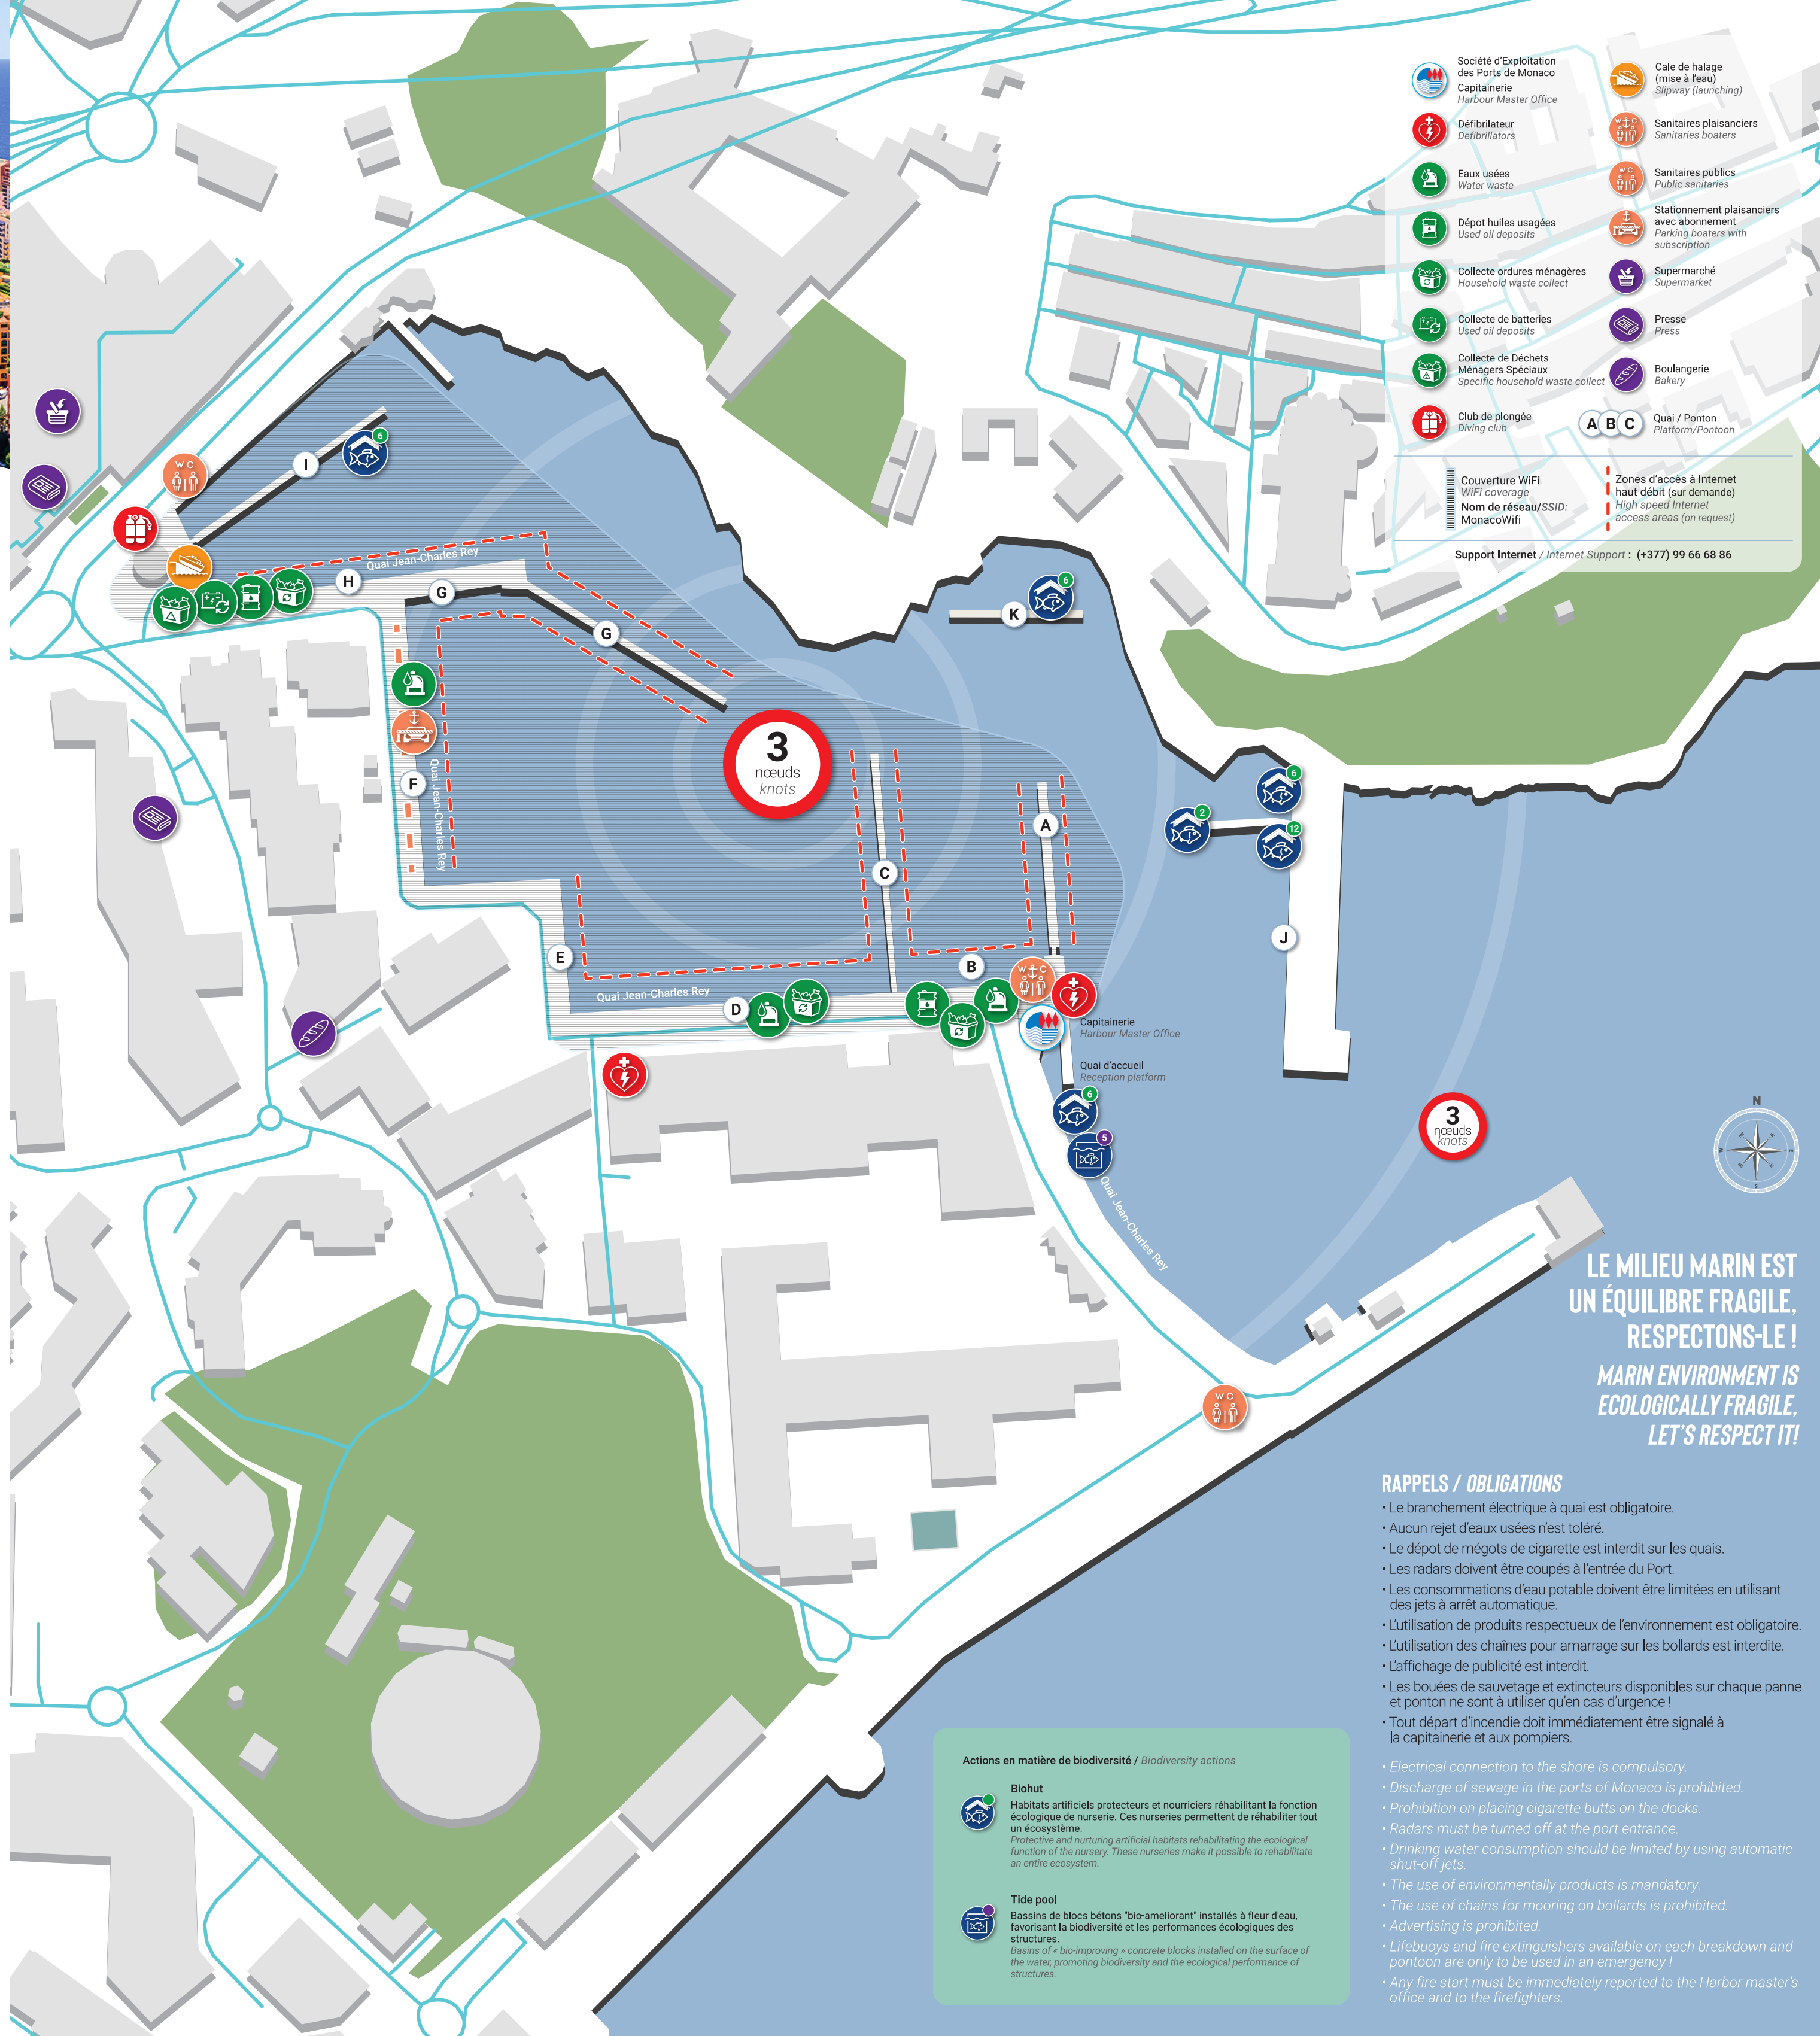 Société d'Exploitation
des Ports de Monaco
Capitainerie
Harbour Master Office
Défibrilateur
Defibrillators
Eaux usées
Water waste
Dépot huiles usagées
Used oil deposits
Collecte ordures ménagères
Household waste collect
Collecte de batteries
Used oil deposits
Collecte de Déchets
Ménagers Spéciaux
Specific household waste collect
Club de plongée
Diving club
Cale de halage
(mise à l'eau)
Slipway (launching)
W C
Sanitaires plaisanciers
Sanitaries boaters
W C
Sanitaires publics
Public sanitaries
Stationnement plaisanciers
avec abonnement
Parking boaters with
subscription
Supermarché
Supermarket
Presse
Press
Boulangerie
Bakery
A B C
Quai / Ponton
Platform/Pontoon
Couverture WiFi
WiFi coverage
Nom de réseau/SSID:
MonacoWifi
Zones d'accès à Internet
haut débit (sur demande)
High speed Internet
access areas (on request)
Support Internet / Internet Support : (+377) 99 66 68 86
6
I
W C
Quai Jean-Charles Rey
H
G
G
6
K
3
nœuds
knots
F
Quai Jean-Charles Rey
6
2
12
A
C
J
E
B
W C
Quai Jean-Charles Rey
D
Capitainerie
Harbour Master Office
Quai d'accueil
Reception platform
6
5
Quai Jean-Charles Rey
3
nœuds
knots
N
W C
LE MILIEU MARIN EST
UN ÉQUILIBRE FRAGILE,
RESPECTONS-LE !
MARIN ENVIRONMENT IS
ECOLOGICALLY FRAGILE,
LET'S RESPECT IT!
RAPPELS / OBLIGATIONS
• Le branchement électrique à quai est obligatoire.
• Aucun rejet d'eaux usées n'est toléré.
• Le dépot de mégots de cigarette est interdit sur les quais.
• Les radars doivent être coupés à l'entrée du Port.
• Les consommations d'eau potable doivent être limitées en utilisant
des jets à arrêt automatique.
• L'utilisation de produits respectueux de l'environnement est obligatoire.
• L'utilisation des chaînes pour amarrage sur les bollards est interdite.
• L'affichage de publicité est interdit.
• Les bouées de sauvetage et extincteurs disponibles sur chaque panne
et ponton ne sont à utiliser qu'en cas d'urgence !
• Tout départ d'incendie doit immédiatement être signalé à
la capitainerie et aux pompiers.
• Electrical connection to the shore is compulsory.
• Discharge of sewage in the ports of Monaco is prohibited.
• Prohibition on placing cigarette butts on the docks.
• Radars must be turned off at the port entrance.
• Drinking water consumption should be limited by using automatic
shut-off jets.
• The use of environmentally products is mandatory.
• The use of chains for mooring on bollards is prohibited.
• Advertising is prohibited.
• Lifebuoys and fire extinguishers available on each breakdown and
pontoon are only to be used in an emergency !
• Any fire start must be immediately reported to the Harbor master's
office and to the firefighters.
Actions en matière de biodiversité / Biodiversity actions
Biohut
Habitats artificiels protecteurs et nourriciers réhabilitant la fonction
écologique de nurserie. Ces nurseries permettent de réhabiliter tout
un écosystème.
Protective and nurturing artificial habitats rehabilitating the ecological
function of the nursery. These nurseries make it possible to rehabilitate
an entire ecosystem.
Tide pool
Bassins de blocs bétons "bio-ameliorant" installés à fleur d'eau,
favorisant la biodiversité et les performances écologiques des
structures.
Basins of « bio-improving » concrete blocks installed on the surface of
the water, promoting biodiversity and the ecological performance of
structures.